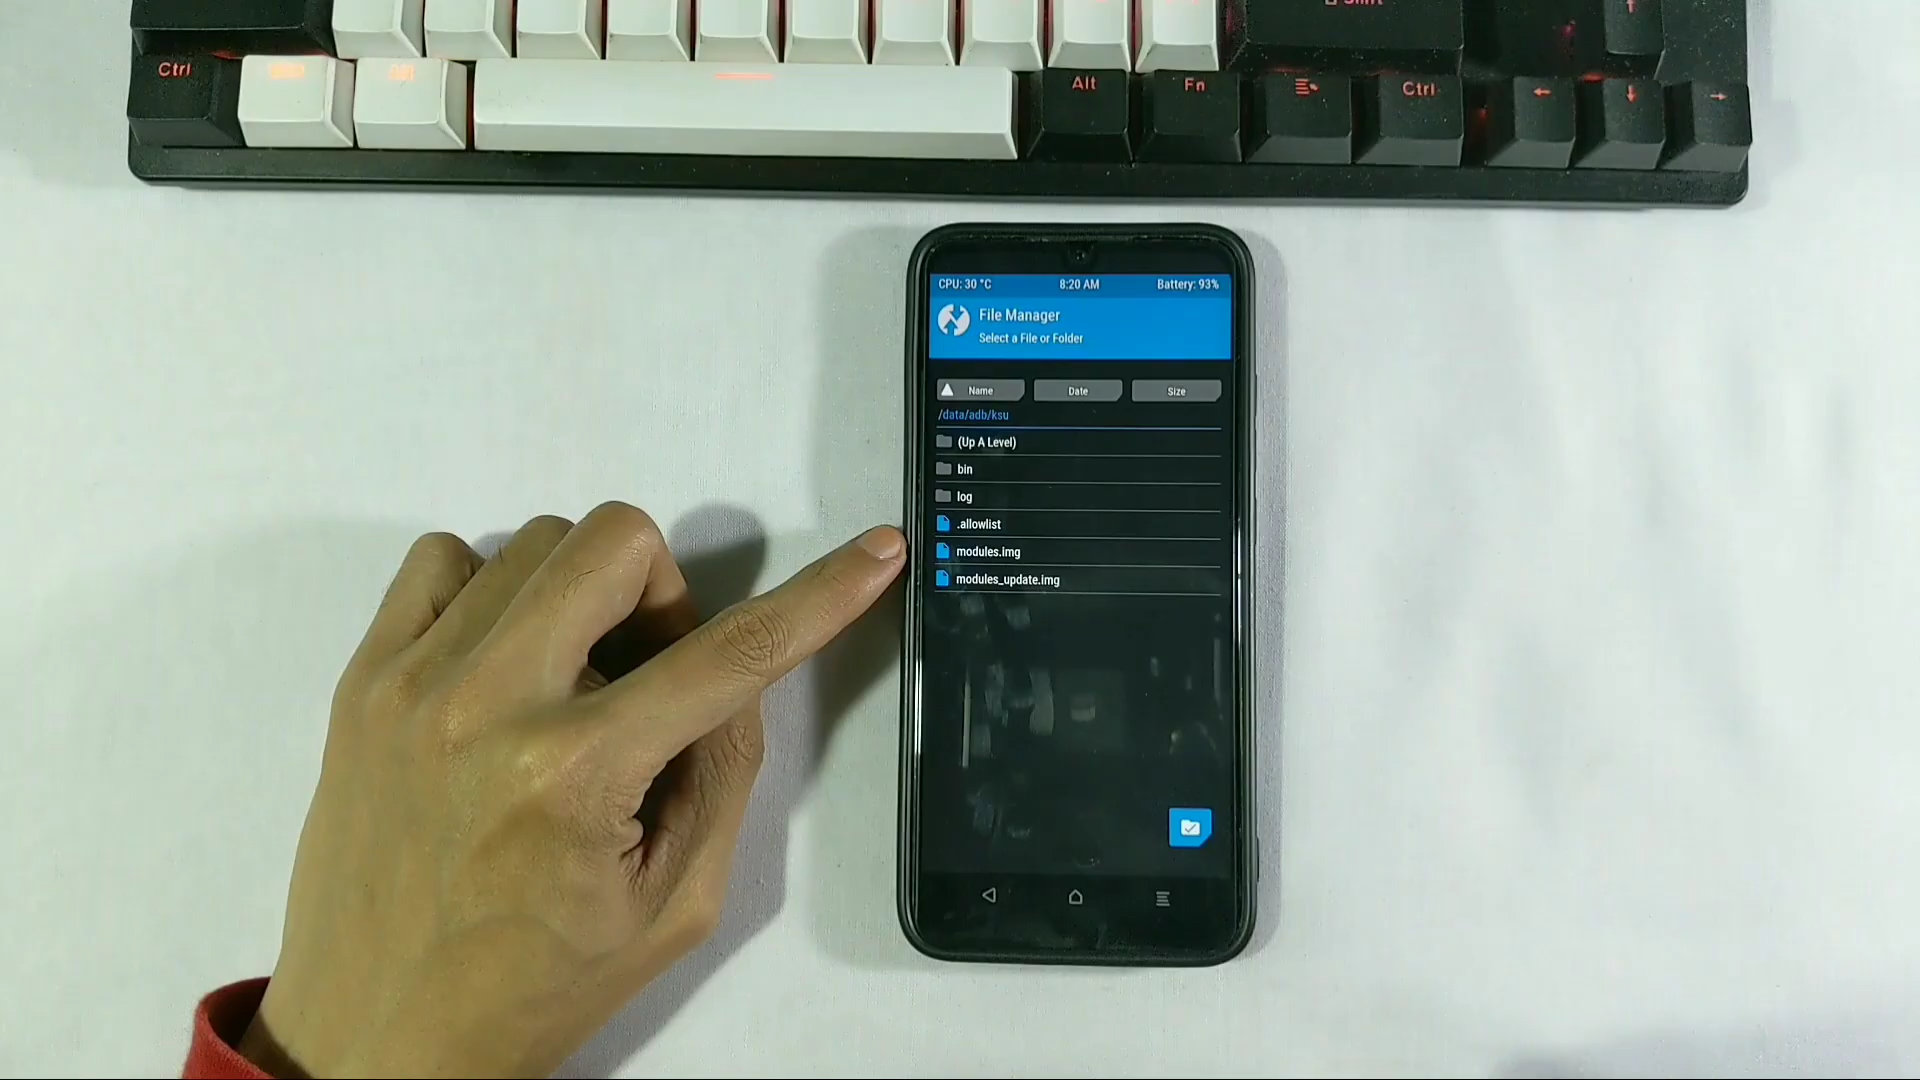 Shift
↑
Ctrl
Alt
Fn
Ctrl
←
↓
→
CPU: 30 °C
8:20 AM
Battery: 93%
File Manager
Select a File or Folder
Name
Date
Size
/data/adb/ksu
(Up A Level)
bin
log
.allowlist
modules.img
modules_update.img